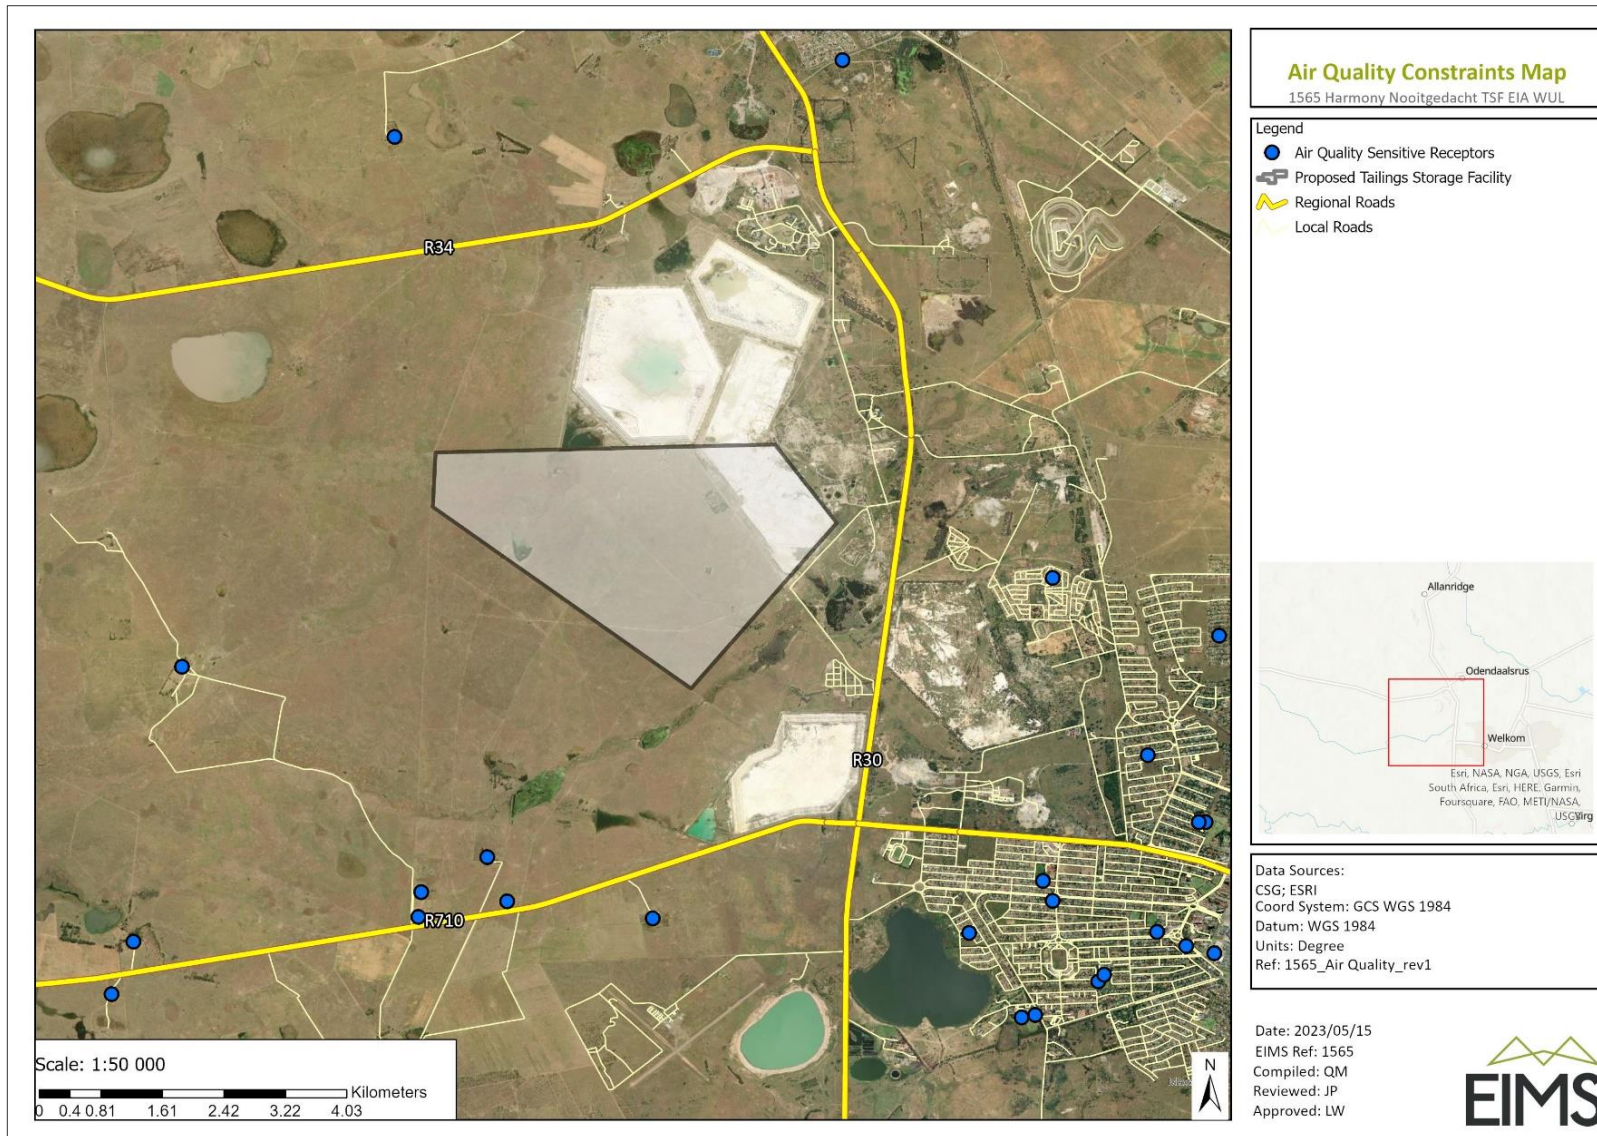 Air Quality Constraints Map
1565 Harmony Nooitgedacht TSF EIA WUL
Legend
Air Quality Sensitive Receptors
Proposed Tailings Storage Facility
Regional Roads
Local Roads
R34
R30
R710
Allanridge
Odendaalsrus
Welkom
Esri, NASA, NGA, USGS, Esri
South Africa, Esri, HERE, Garmin,
Foursquare, FAO, METI/NASA,
USGS
Virg
Data Sources:
CSG; ESRI
Coord System: GCS WGS 1984
Datum: WGS 1984
Units: Degree
Ref: 1565_Air Quality_rev1
Scale: 1:50 000
Kilometers
0 0.4 0.81 1.61 2.42 3.22 4.03
N
Date: 2023/05/15
EIMS Ref: 1565
Compiled: QM
Reviewed: JP
Approved: LW
EIMS